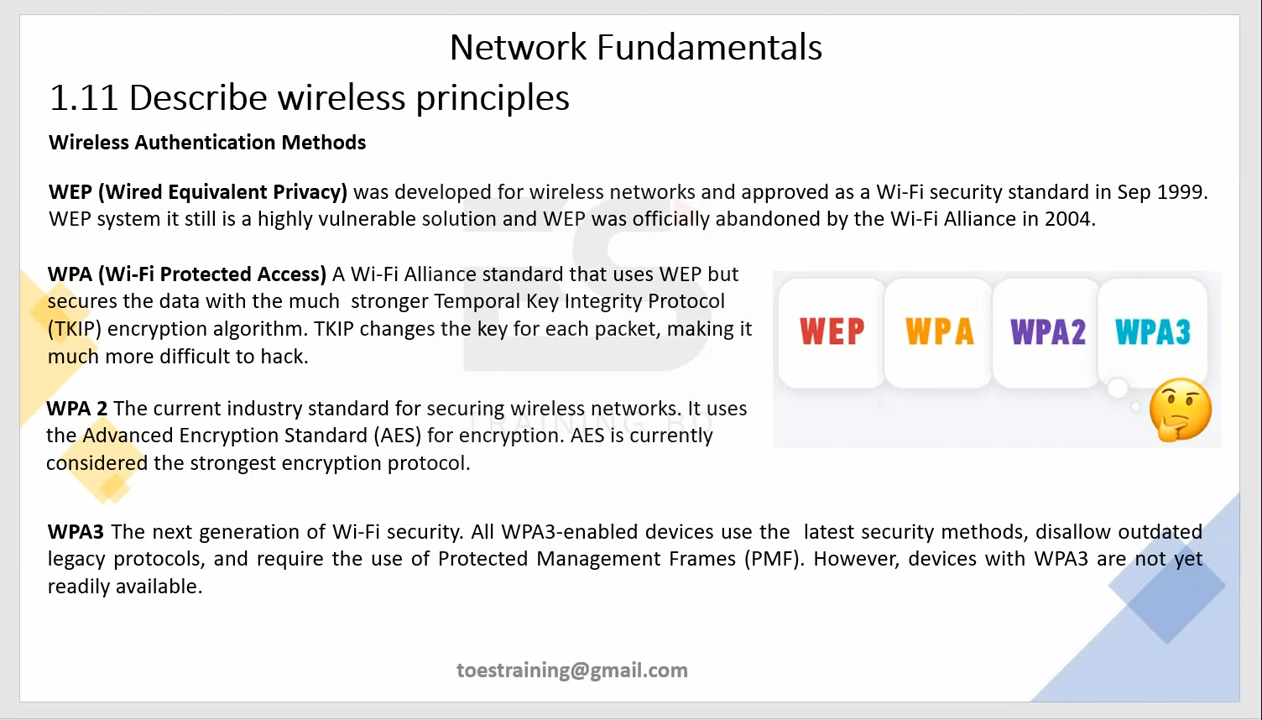 Network Fundamentals
1.11 Describe wireless principles
Wireless Authentication Methods
WEP (Wired Equivalent Privacy) was developed for wireless networks and approved as a Wi-Fi security standard in Sep 1999.
WEP system it still is a highly vulnerable solution and WEP was officially abandoned by the Wi-Fi Alliance in 2004.
WPA (Wi-Fi Protected Access) A Wi-Fi Alliance standard that uses WEP but
secures the data with the much  stronger Temporal Key Integrity Protocol
(TKIP) encryption algorithm. TKIP changes the key for each packet, making it
much more difficult to hack.
WEP WPA WPA2 WPA3
WPA 2 The current industry standard for securing wireless networks. It uses
the Advanced Encryption Standard (AES) for encryption. AES is currently
considered the strongest encryption protocol.
TRAINING BD
WPA3 The next generation of Wi-Fi security. All WPA3-enabled devices use the  latest security methods, disallow outdated
legacy protocols, and require the use of Protected Management Frames (PMF). However, devices with WPA3 are not yet
readily available.
toestraining@gmail.com